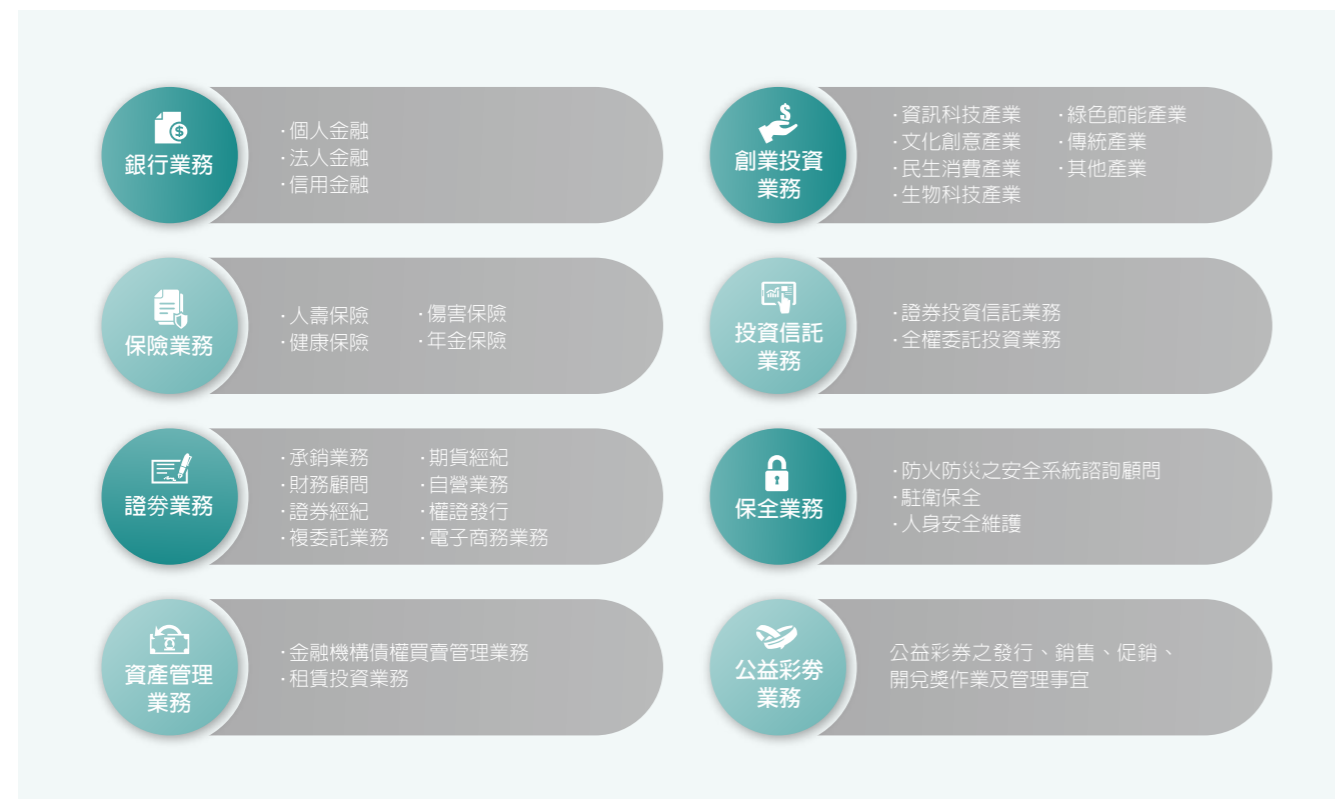 銀行業務
·個人金融
·法人金融
·信用金融
創業投資
業務
·資訊科技產業
·文化創意產業
·民生消費產業
·生物科技產業
·綠色節能產業
·傳統產業
·其他產業
保險業務
·人壽保險
·健康保險
·傷害保險
·年金保險
投資信託
業務
·證券投資信託業務
·全權委託投資業務
證券業務
·承銷業務
·財務顧問
·證券經紀
·複委託業務
·期貨經紀
·自營業務
·權證發行
·電子商務業務
保全業務
·防火防災之安全系統諮詢顧問
·駐衛保全
·人身安全維護
資產管理
業務
·金融機構債權買賣管理業務
·租賃投資業務
公益彩券
業務
公益彩券之發行、銷售、促銷、
開兌獎作業及管理事宜